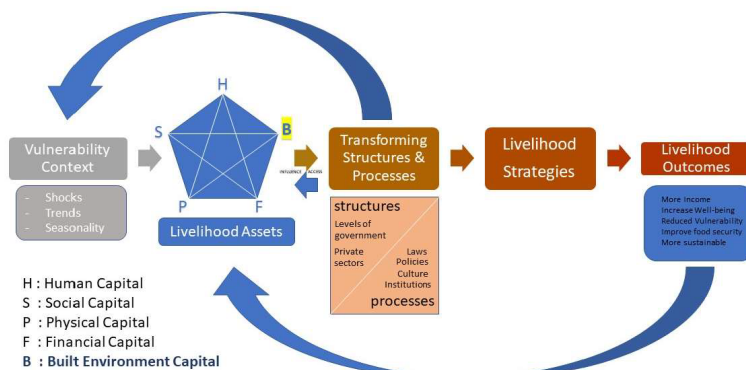 H
S
B
P
F
Vulnerability
Context
- Shocks
- Trends
- Seasonality
Livelihood Assets
INFLUENCE
ACCESS
Transforming
Structures &
Processes
structures
Levels of
government
Private
sectors
Laws
Policies
Culture
Institutions
processes
Livelihood
Strategies
Livelihood
Outcomes
More Income
Increase Well-being
Reduced Vulnerability
Improve food security
More sustainable
H : Human Capital
S : Social Capital
P : Physical Capital
F : Financial Capital
B : Built Environment Capital